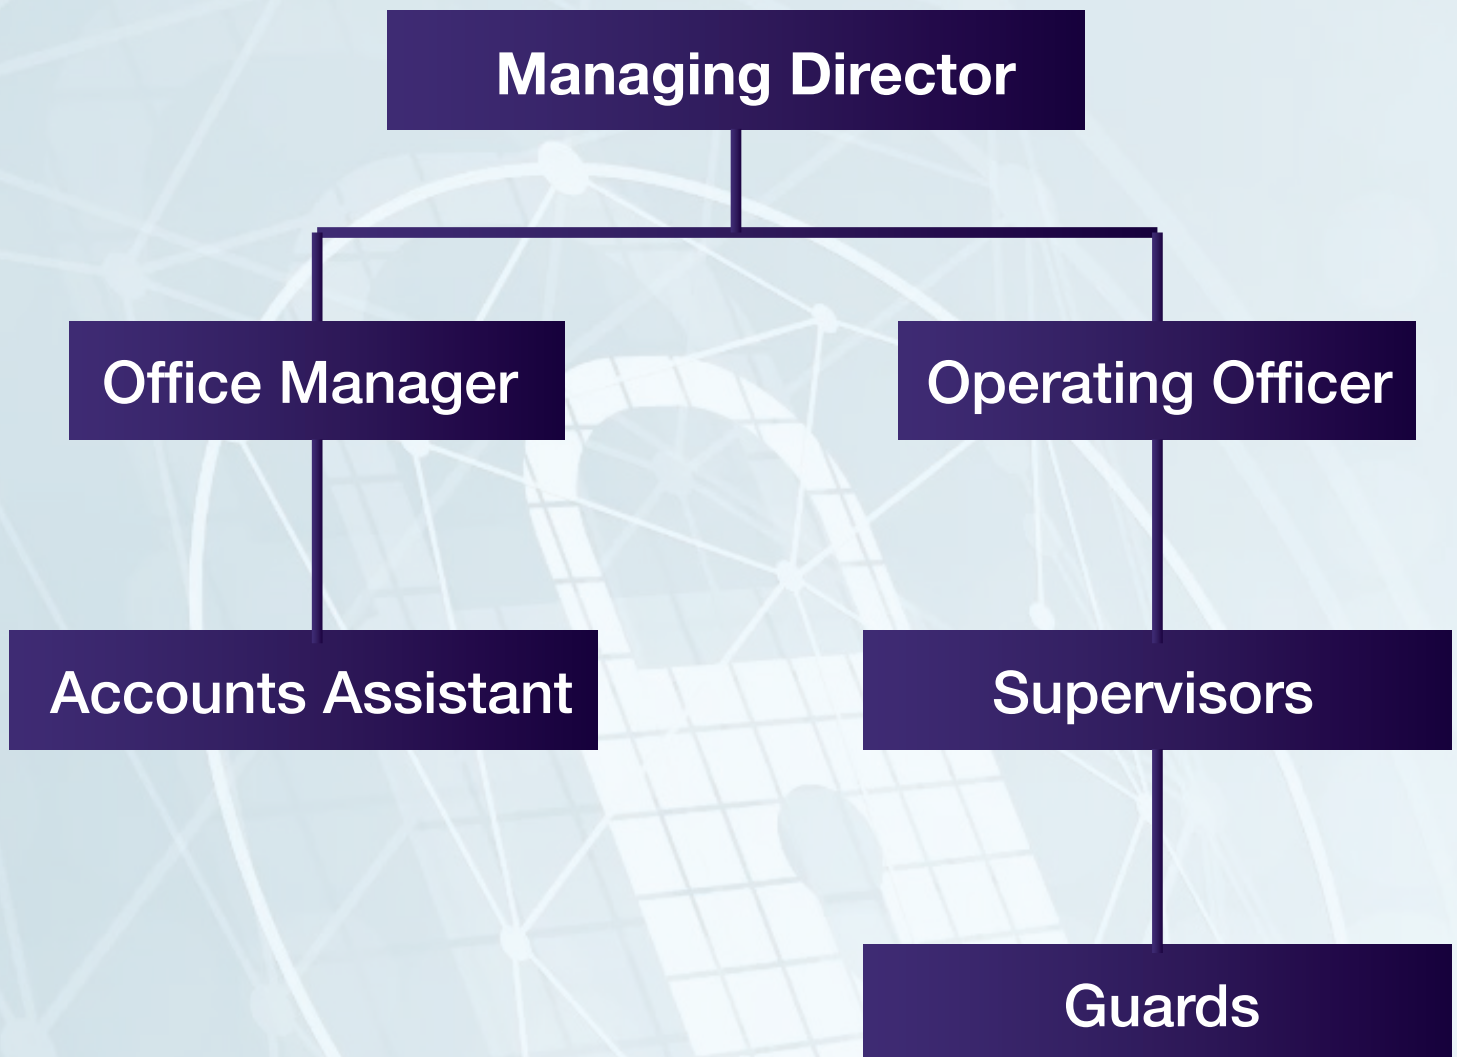 Managing Director
Office Manager
Operating Officer
Accounts Assistant
Supervisors
Guards